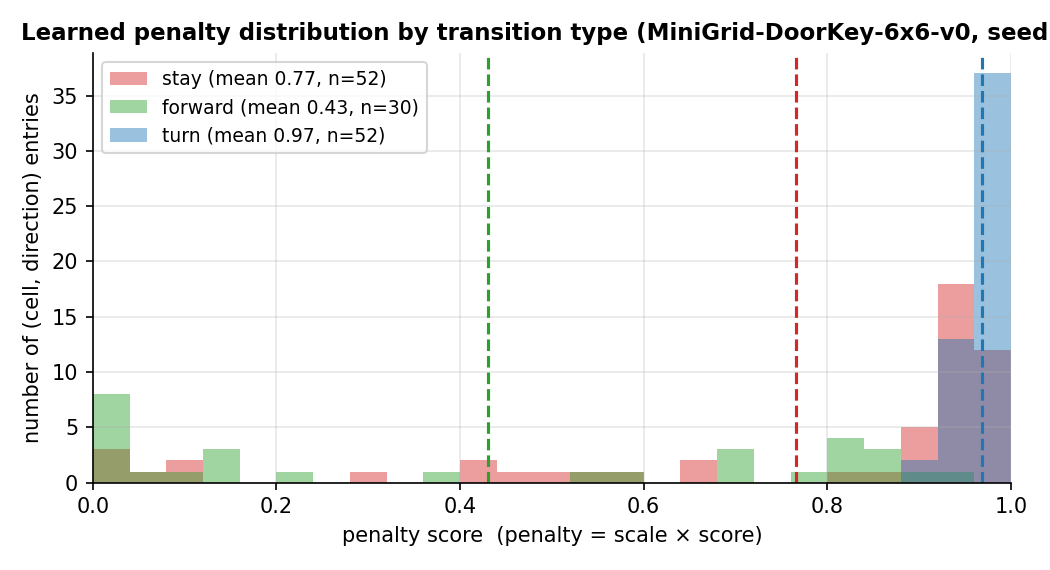 Learned penalty distribution by transition type (MiniGrid-DoorKey-6x6-v0, seed
stay (mean 0.77, n=52)
forward (mean 0.43, n=30)
turn (mean 0.97, n=52)
number of (cell, direction) entries
35
30
25
20
15
10
5
0
0.0 0.2 0.4 0.6 0.8 1.0
penalty score (penalty = scale × score)